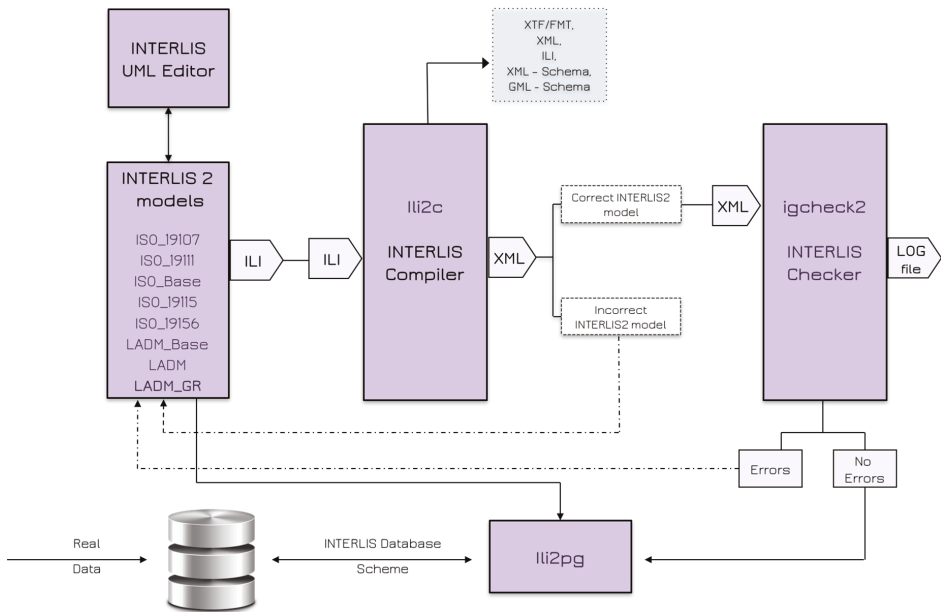 INTERLIS
UML Editor
XTF/FMT,
XML,
ILI,
XML - Schema,
GML - Schema
INTERLIS 2
models
ISO_19107
ISO_19111
ISO_Base
ISO_19115
ISO_19156
LADM_Base
LADM
LADM_GR
ILI
ILI
Ili2c
INTERLIS
Compiler
XML
Correct INTERLIS2
model
Incorrect
INTERLIS2 model
XML
igcheck2
INTERLIS
Checker
LOG
file
Errors
No
Errors
Real
Data
INTERLIS Database
Scheme
Ili2pg